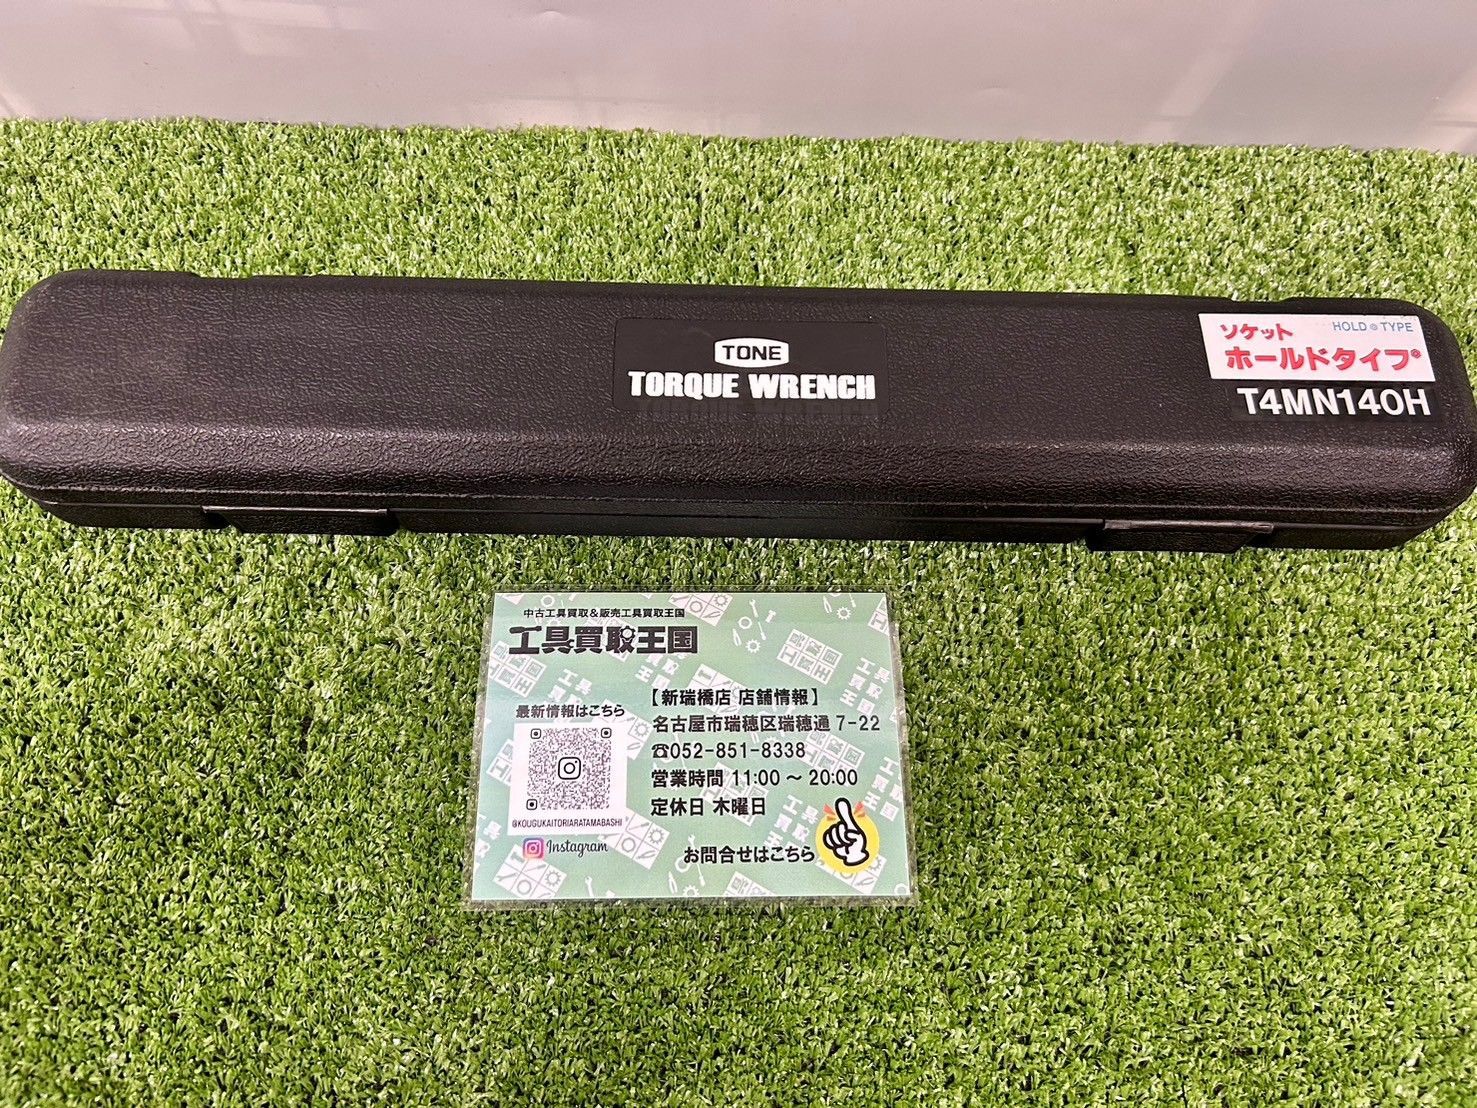 TONE
TORQUE WRENCH
ソケット
HOLD TYPE
ホールドタイプ®
T4MN140H
中古工具買取&販売工具買取王国
工具買取王国
最新情報はこちら
@KOUGUKAITORIARATAMABASHI
Instagram
【新瑞橋店 店舗情報】
名古屋市瑞穂区瑞穂通 7-22
☎052-851-8338
営業時間 11:00 ～ 20:00
定休日 木曜日
お問合せはこちら